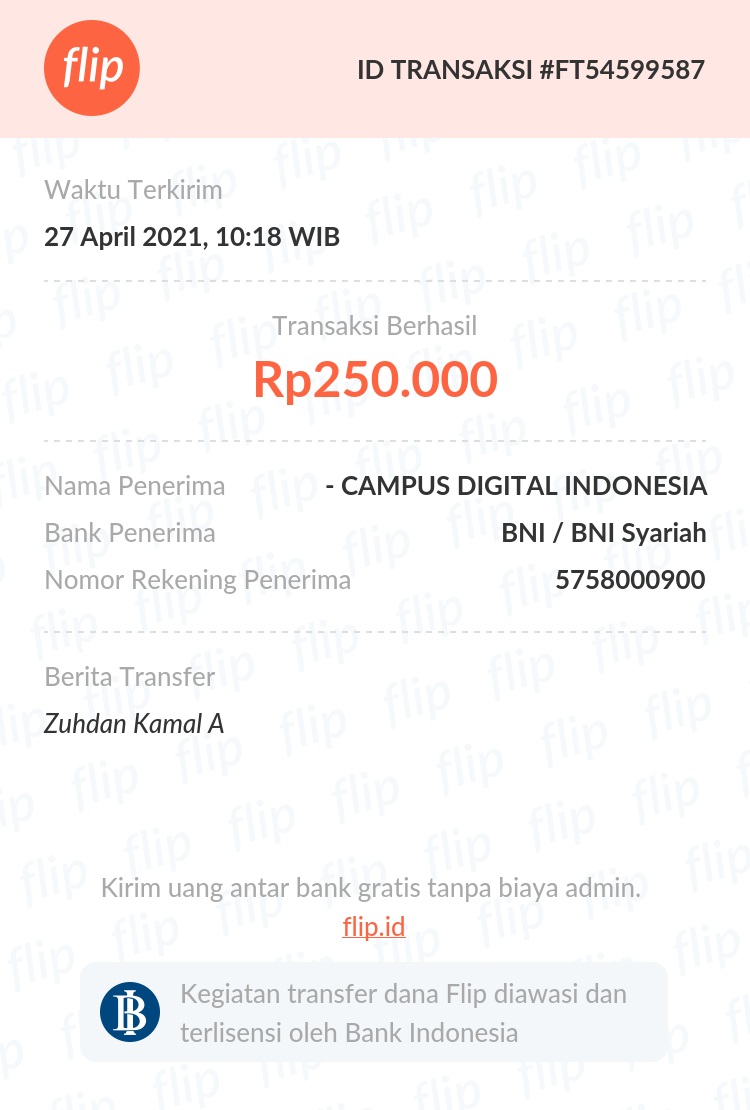 flip
ID TRANSAKSI #FT54599587
Waktu Terkirim
27 April 2021, 10:18 WIB
Transaksi Berhasil
Rp250.000
Nama Penerima - CAMPUS DIGITAL INDONESIA
Bank Penerima BNI / BNI Syariah
Nomor Rekening Penerima 5758000900
Berita Transfer
Zuhdan Kamal A
Kirim uang antar bank gratis tanpa biaya admin.
flip.id
Kegiatan transfer dana Flip diawasi dan
terlisensi oleh Bank Indonesia